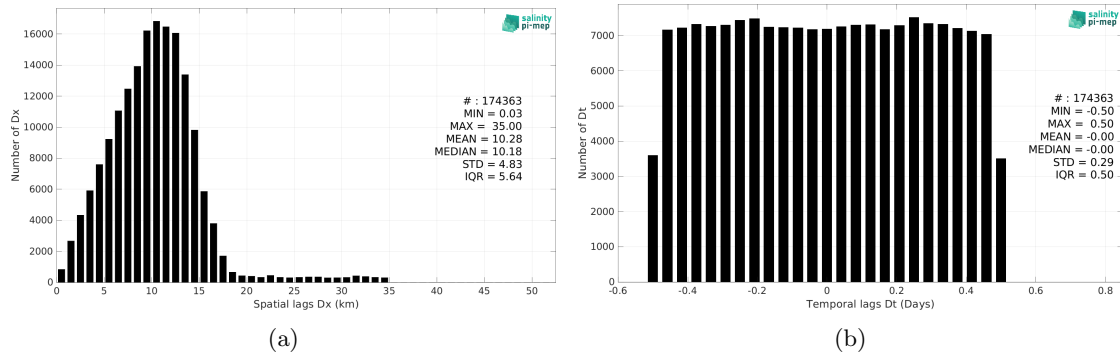 16000
14000
12000
10000
8000
6000
4000
2000
0
Number of Dx
salinity
pi-mep
# : 174363
MIN = 0.03
MAX = 35.00
MEAN = 10.28
MEDIAN = 10.18
STD = 4.83
IQR = 5.64
0 5 10 15 20 25 30 35 40 45 50
Spatial lags Dx (km)
(a)
7000
6000
5000
4000
3000
2000
1000
0
Number of Dt
salinity
pi-mep
# : 174363
MIN = -0.50
MAX = 0.50
MEAN = -0.00
MEDIAN = -0.00
STD = 0.29
IQR = 0.50
-0.6 -0.4 -0.2 0 0.2 0.4 0.6 0.8
Temporal lags Dt (Days)
(b)